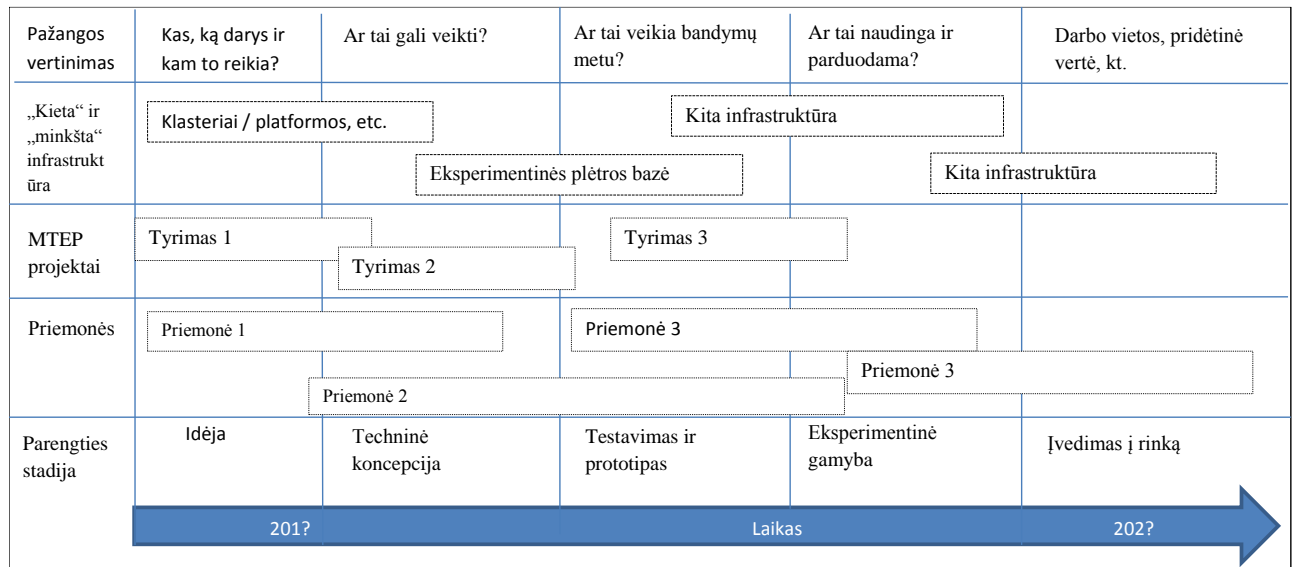 Pažangos
vertinimas
Kas, ką darys ir
kam to reikia?
Ar tai gali veikti?
Ar tai veikia bandymų
metu?
Ar tai naudinga ir
parduodama?
Darbo vietos, pridėtinė
vertė, kt.
„Kieta“ ir
„minkšta“
infrastrukt
ūra
Klasteriai / platformos, etc.
Kita infrastruktūra
Eksperimentinės plėtros bazė
Kita infrastruktūra
MTEP
projektai
Tyrimas 1
Tyrimas 3
Tyrimas 2
Priemonės
Priemonė 1
Priemonė 3
Priemonė 3
Priemonė 2
Parengties
stadija
Idėja
Techninė
koncepcija
Testavimas ir
prototipas
Eksperimentinė
gamyba
Įvedimas į rinką
201?
Laikas
202?